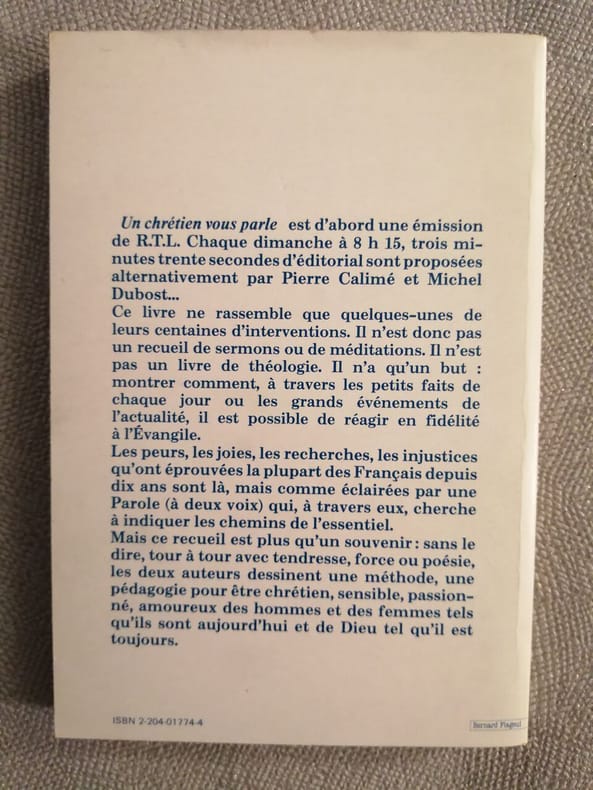 Un chrétien vous parle est d'abord une émission
de R.T.L. Chaque dimanche à 8 h 15, trois mi-
nutes trente secondes d'éditorial sont proposées
alternativement par Pierre Calimé et Michel
Dubost...
Ce livre ne rassemble que quelques-unes de
leurs centaines d'interventions. Il n'est donc pas
un recueil de sermons ou de méditations. Il n'est
pas un livre de théologie. Il n'a qu'un but :
montrer comment, à travers les petits faits de
chaque jour ou les grands événements de
l'actualité, il est possible de réagir en fidélité
à l'Évangile.
Les peurs, les joies, les recherches, les injustices
qu'ont éprouvées la plupart des Français depuis
dix ans sont là, mais comme éclairées par une
Parole (à deux voix) qui, à travers eux, cherche
à indiquer les chemins de l'essentiel.
Mais ce recueil est plus qu'un souvenir : sans le
dire, tour à tour avec tendresse, force ou poésie,
les deux auteurs dessinent une méthode, une
pédagogie pour être chrétien, sensible, passion-
né, amoureux des hommes et des femmes tels
qu'ils sont aujourd'hui et de Dieu tel qu'il est
toujours.
ISBN 2-204-01774-4
Bernard